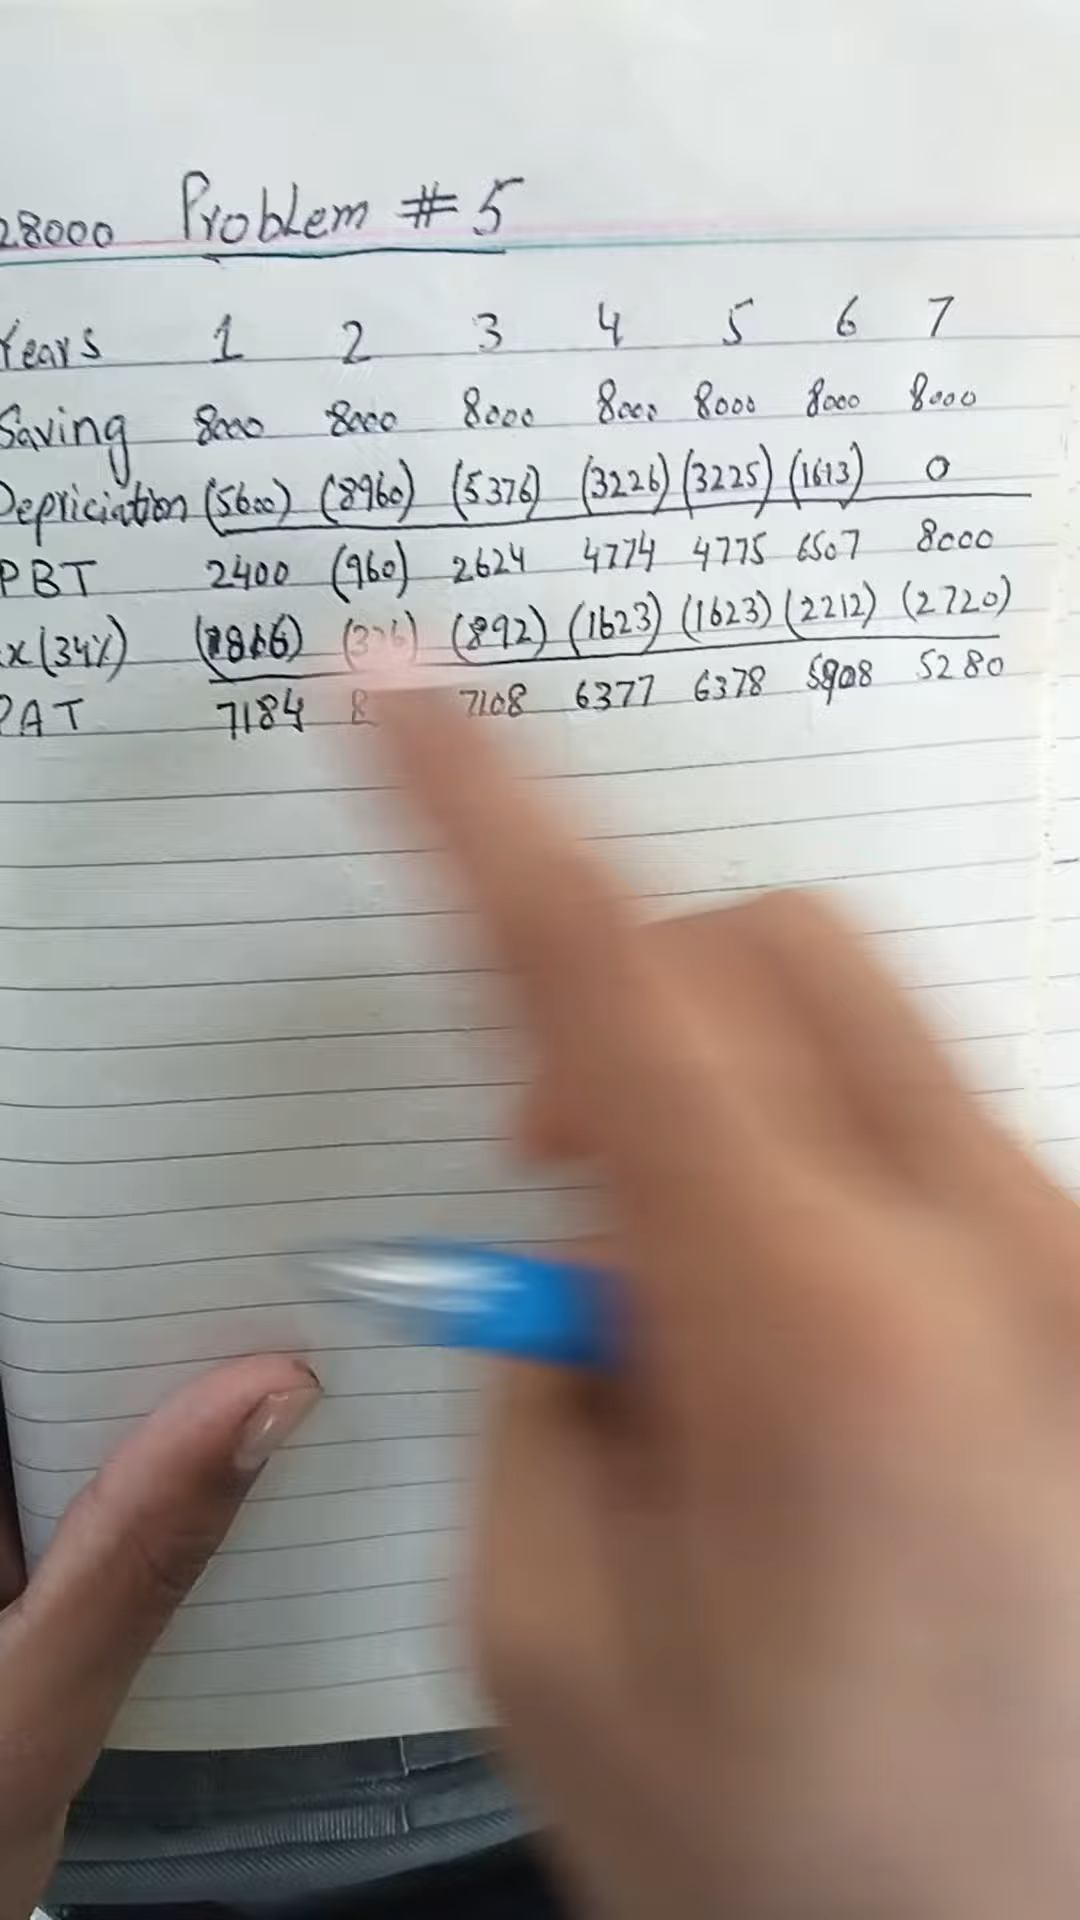 28000 Problem # 5
Years 1 2 3 4 5 6 7
Saving 8000 8000 8000 8000 8000 8000 8000
Depriciation (5600) (8960) (5376) (3226) (3225) (1613) 0
PBT 2400 (960) 2624 4774 4775 6507 8000
x (34%) (816) (326) (892) (1623) (1623) (2212) (2720)
PAT 7184 7108 6377 6378 5908 5280